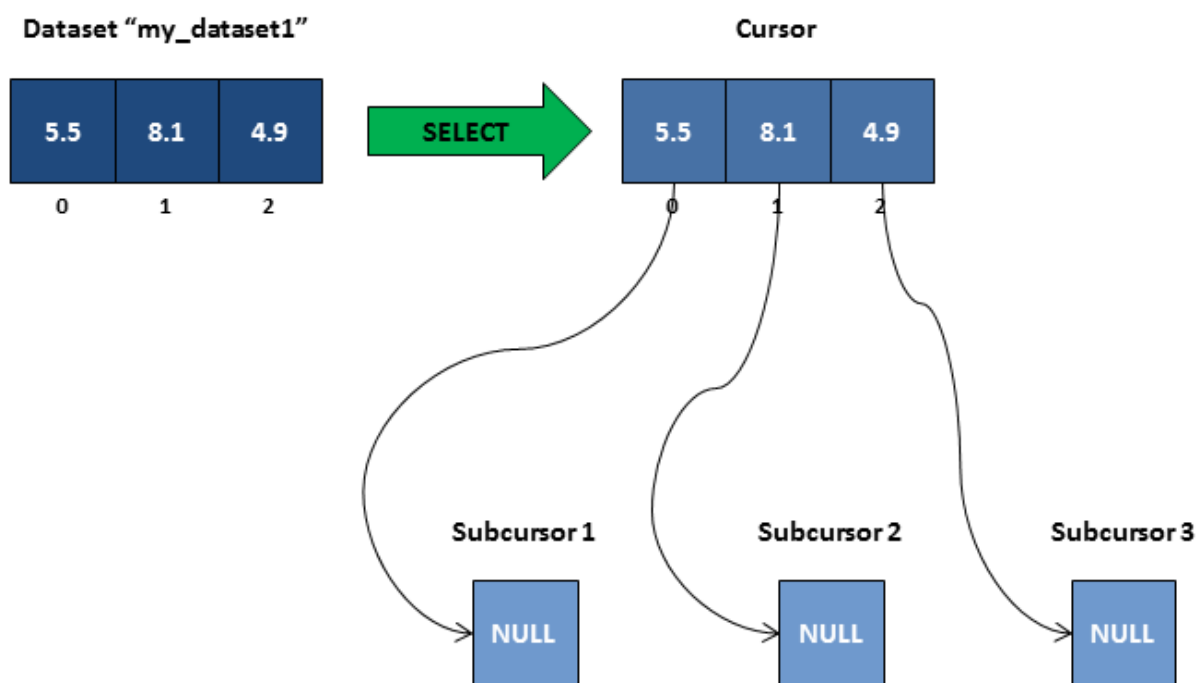 Dataset “my_dataset1”
Cursor
5.5 8.1 4.9
SELECT
5.5 8.1 4.9
0 1 2
0 1 2
Subcursor 1
Subcursor 2
Subcursor 3
NULL
NULL
NULL